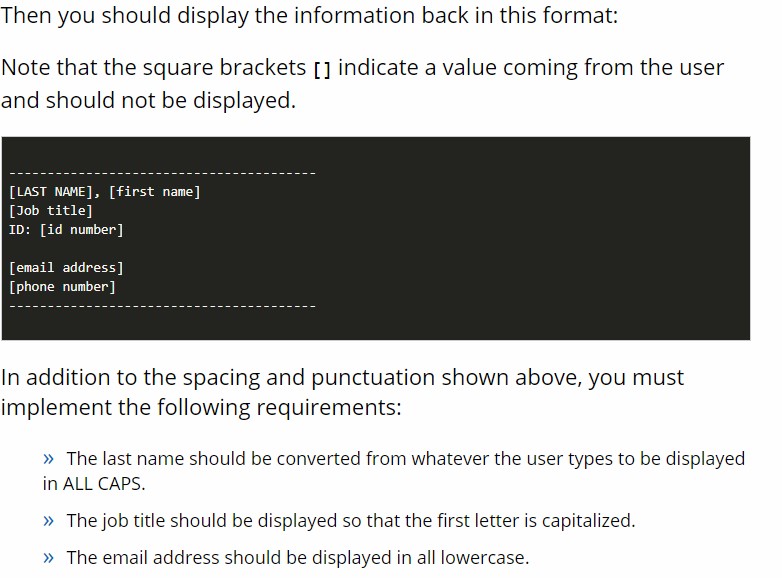 Then you should display the information back in this format:
Note that the square brackets [] indicate a value coming from the user
and should not be displayed.
----------------------------------------
[LAST NAME], [first name]
[Job title]
ID: [id number]
[email address]
[phone number]
----------------------------------------
In addition to the spacing and punctuation shown above, you must
implement the following requirements:
» The last name should be converted from whatever the user types to be displayed
in ALL CAPS.
» The job title should be displayed so that the first letter is capitalized.
» The email address should be displayed in all lowercase.